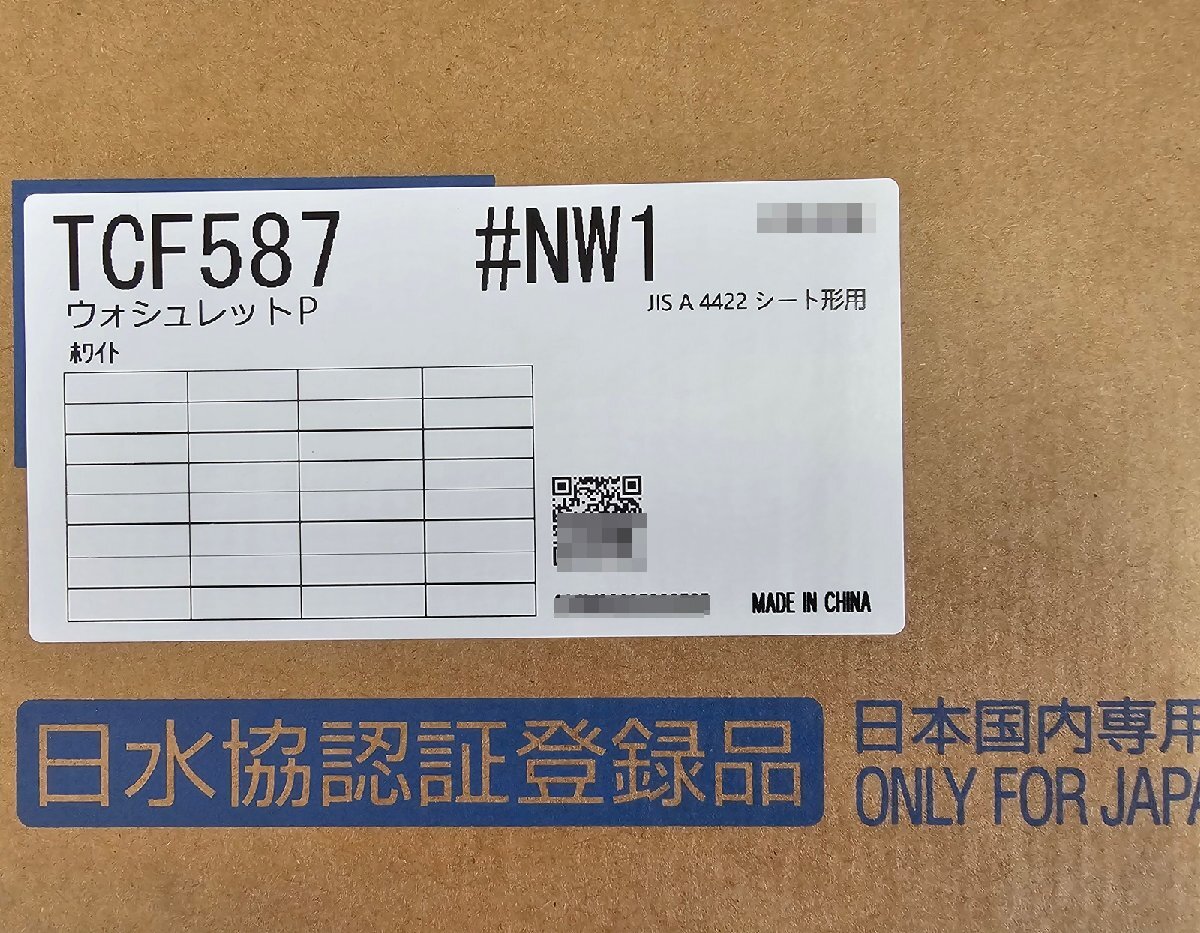 TCF587 #NW1
ウォシュレットP
JIS A 4422 シート形用
ホワイト
MADE IN CHINA
日水協認証登録品
日本国内専用
ONLY FOR JAPA